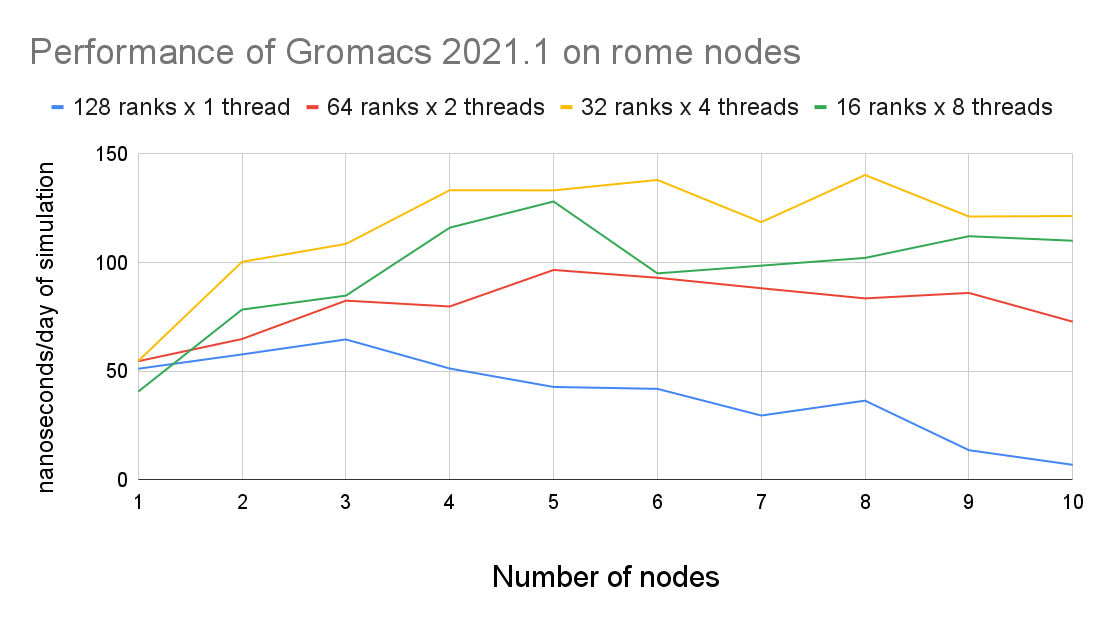 Performance of Gromacs 2021.1 on rome nodes
128 ranks x 1 thread 64 ranks x 2 threads 32 ranks x 4 threads 16 ranks x 8 threads
nanoseconds/day of simulation
150
100
50
0
1 2 3 4 5 6 7 8 9 10
Number of nodes